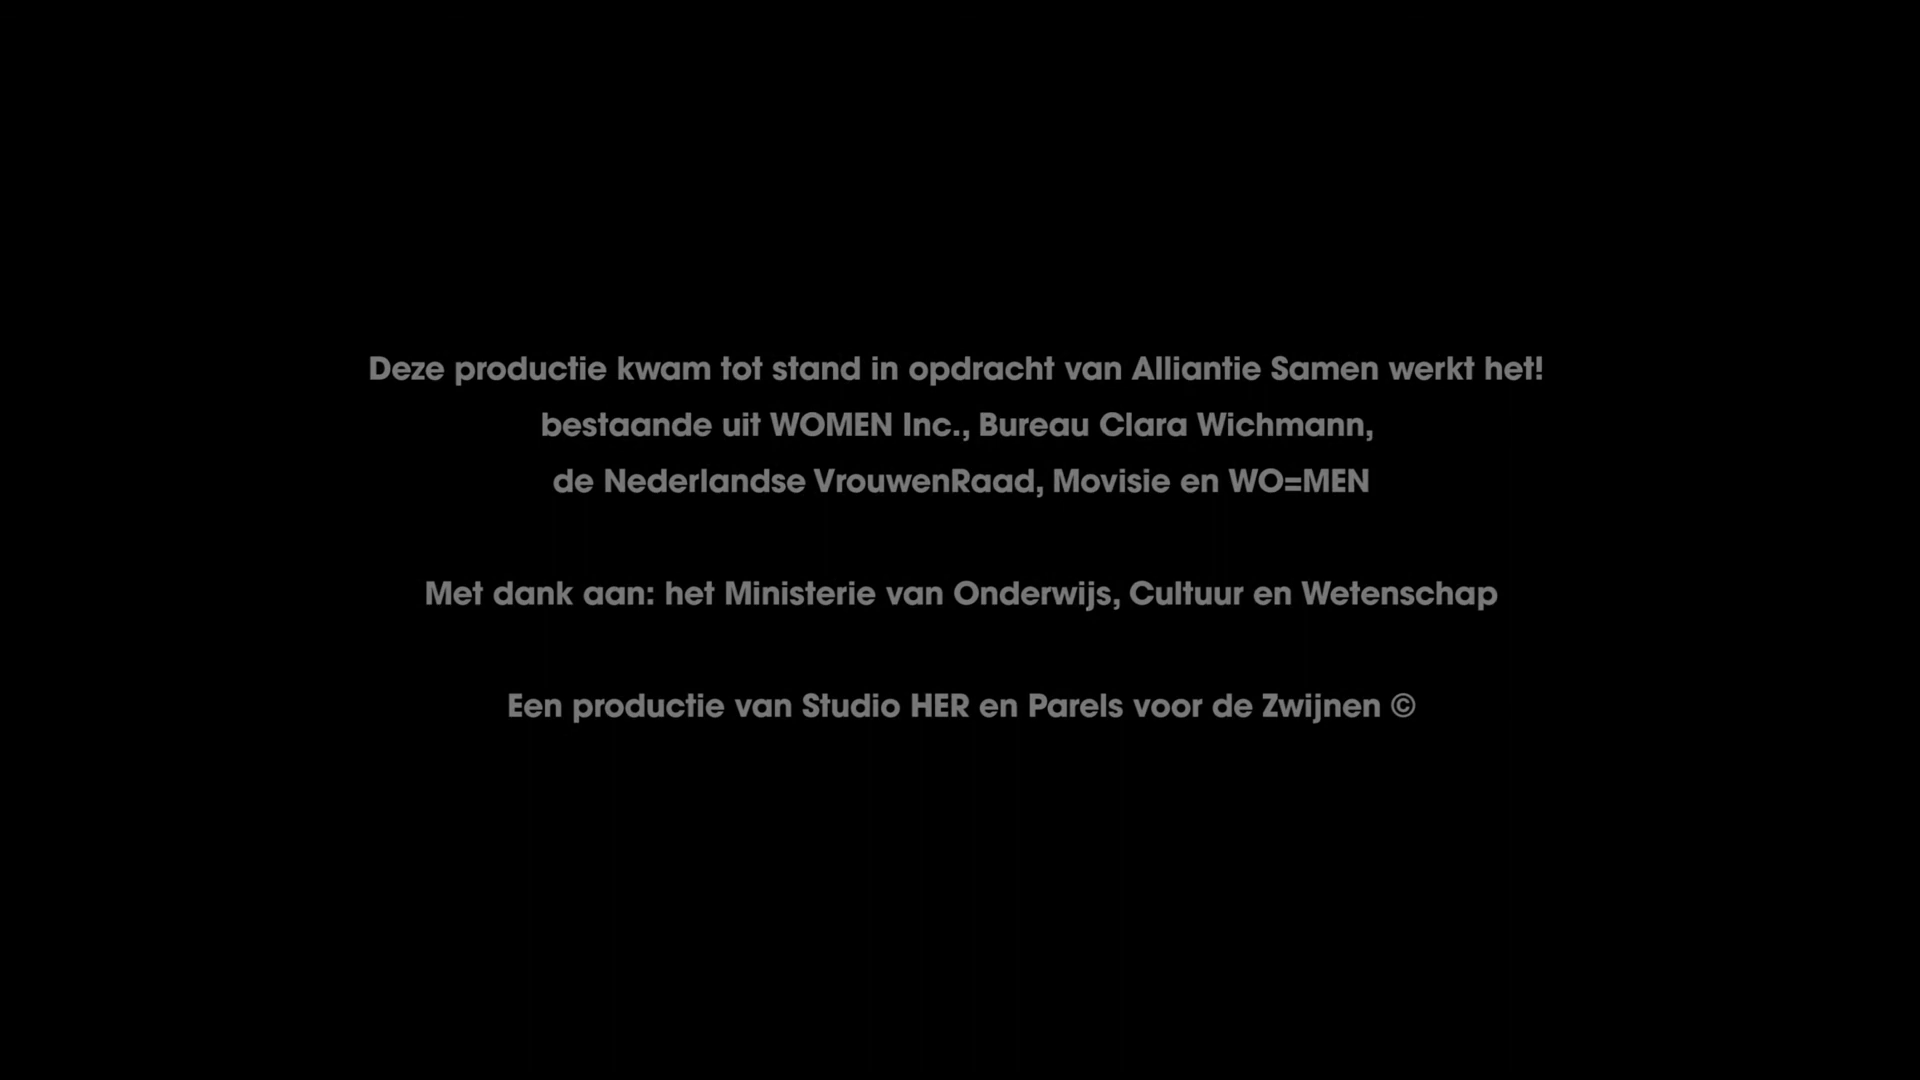 Deze productie kwam tot stand in opdracht van Alliantie Samen werkt het!
bestaande uit WOMEN Inc., Bureau Clara Wichmann,
de Nederlandse VrouwenRaad, Movisie en WO=MEN
Met dank aan: het Ministerie van Onderwijs, Cultuur en Wetenschap
Een productie van Studio HER en Parels voor de Zwijnen ©